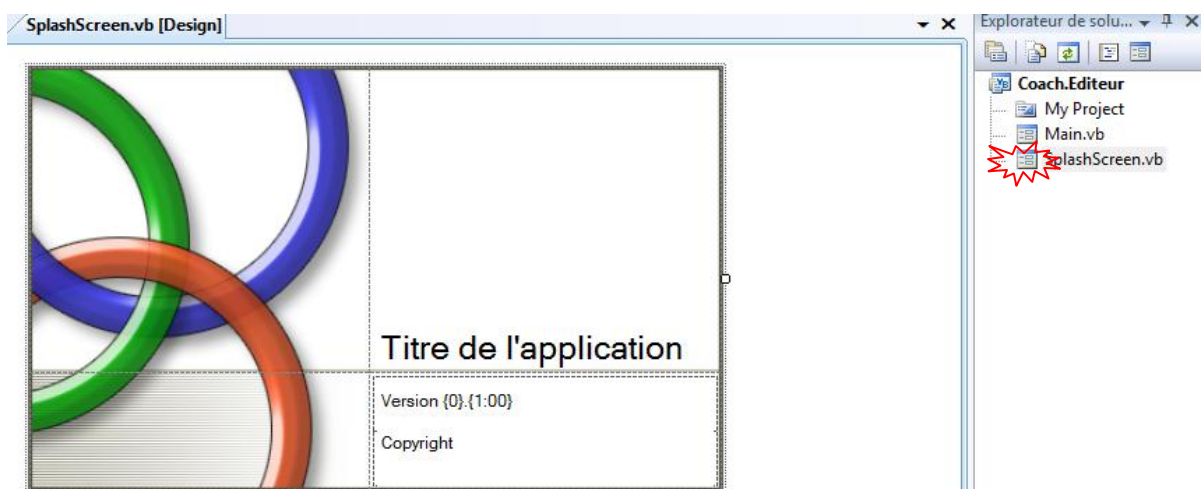 SplashScreen.vb [Design]
Titre de l'application
Version {0}.{1:00}
Copyright
Explorateur de solu...
Coach.Editeur
My Project
Main.vb
SplashScreen.vb